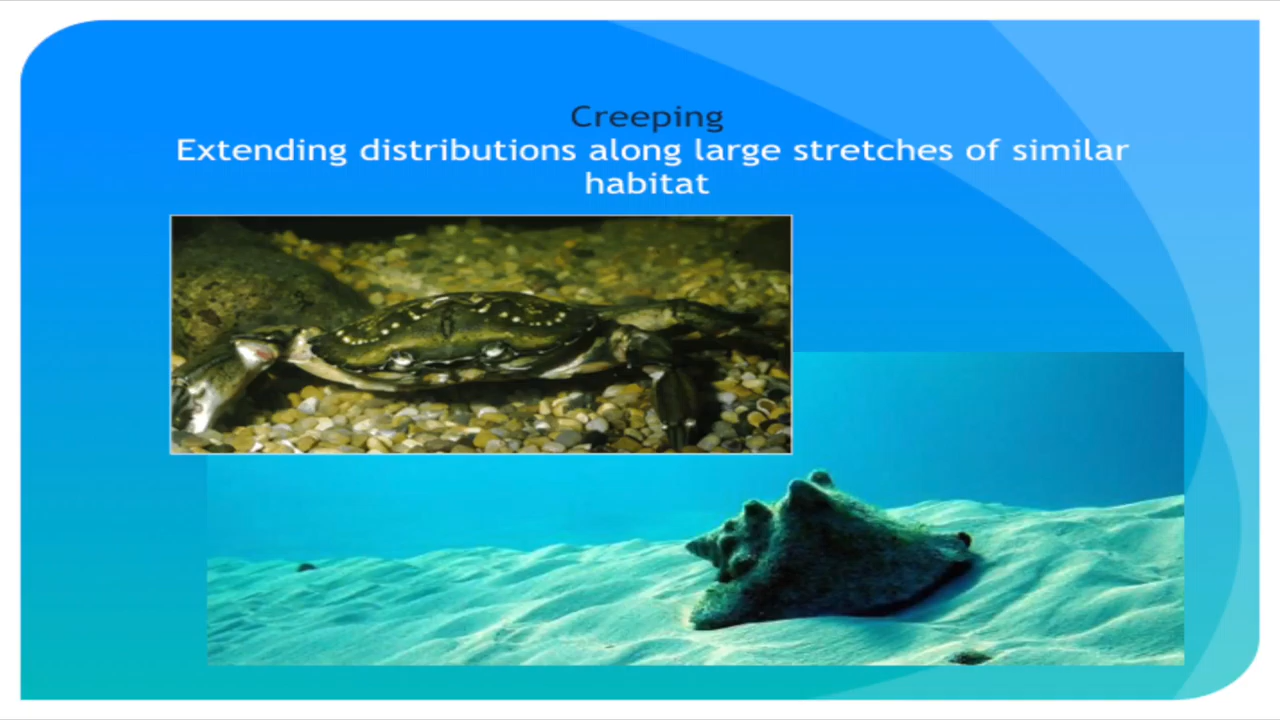 Creeping
Extending distributions along large stretches of similar
habitat